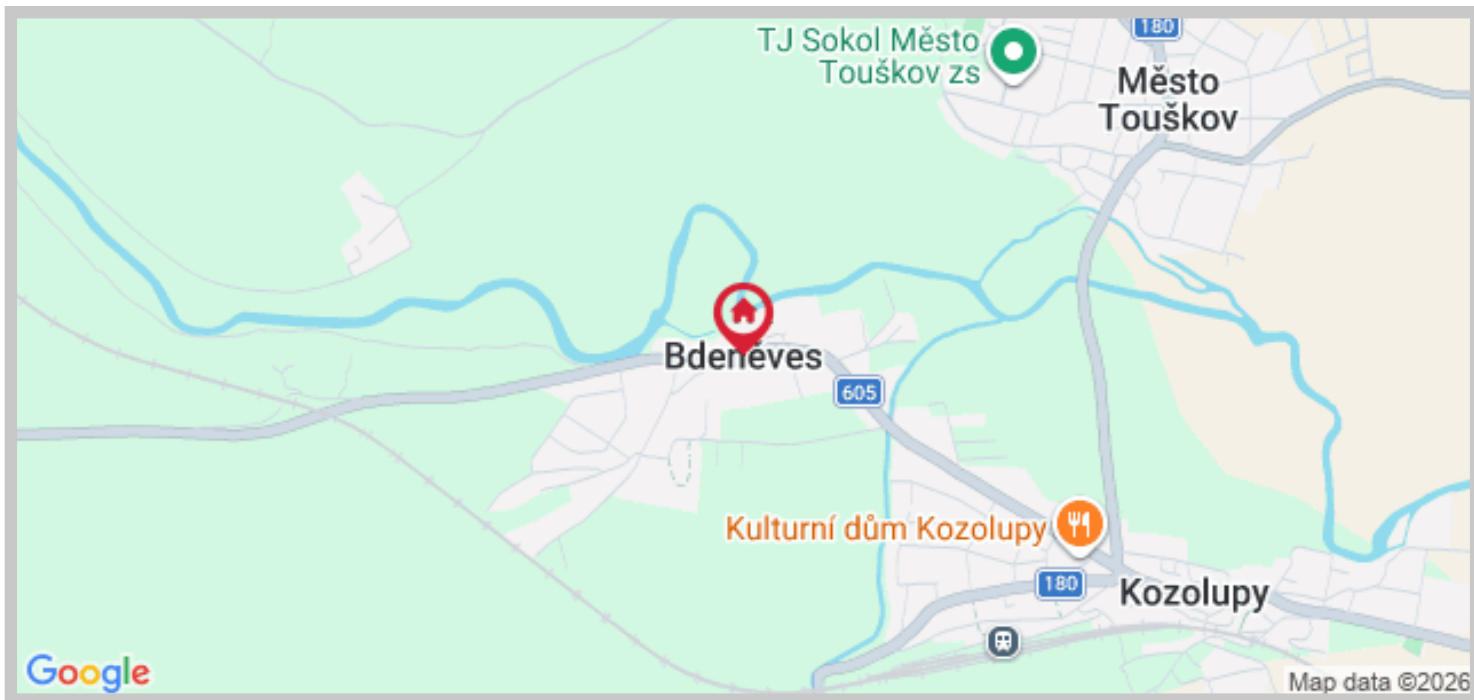 180
TJ Sokol Město
Touškov zs
Město
Touškov
Bdeněves
605
Kulturní dům Kozolupy
180
Kozolupy
Google
Map data ©2026